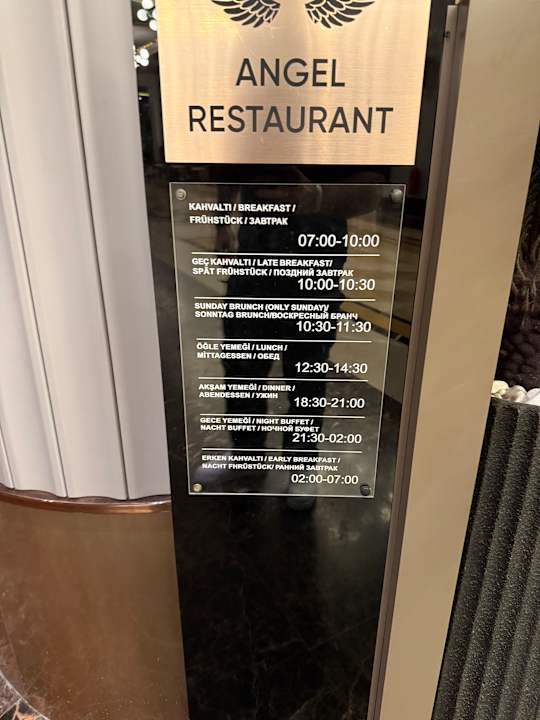 ANGEL
RESTAURANT
KAHVALTI / BREAKFAST /
FRÜHSTÜCK / ЗАВТРАК
07:00-10:00
GEÇ KAHVALTI / LATE BREAKFAST/
SPÄT FRÜHSTÜCK / ПОЗДНИЙ ЗАВТРАК
10:00-10:30
SUNDAY BRUNCH (ONLY SUNDAY)/
SONNTAG BRUNCH/ВОСКРЕСНЫЙ БРАНЧ
10:30-11:30
ÖĞLE YEMEĞİ / LUNCH /
MİTTAGESSEN / ОБЕД
12:30-14:30
AKŞAM YEMEĞİ / DINNER /
ABENDESSEN / УЖИН
18:30-21:00
GECE YEMEĞİ / NIGHT BUFFET /
NACHT BUFFET / НОЧНОЙ БУФЕТ
21:30-02:00
ERKEN KAHVALTI / EARLY BREAKFAST /
NACHT FHRÜSTÜCK/ РАННИЙ ЗАВТРАК
02:00-07:00